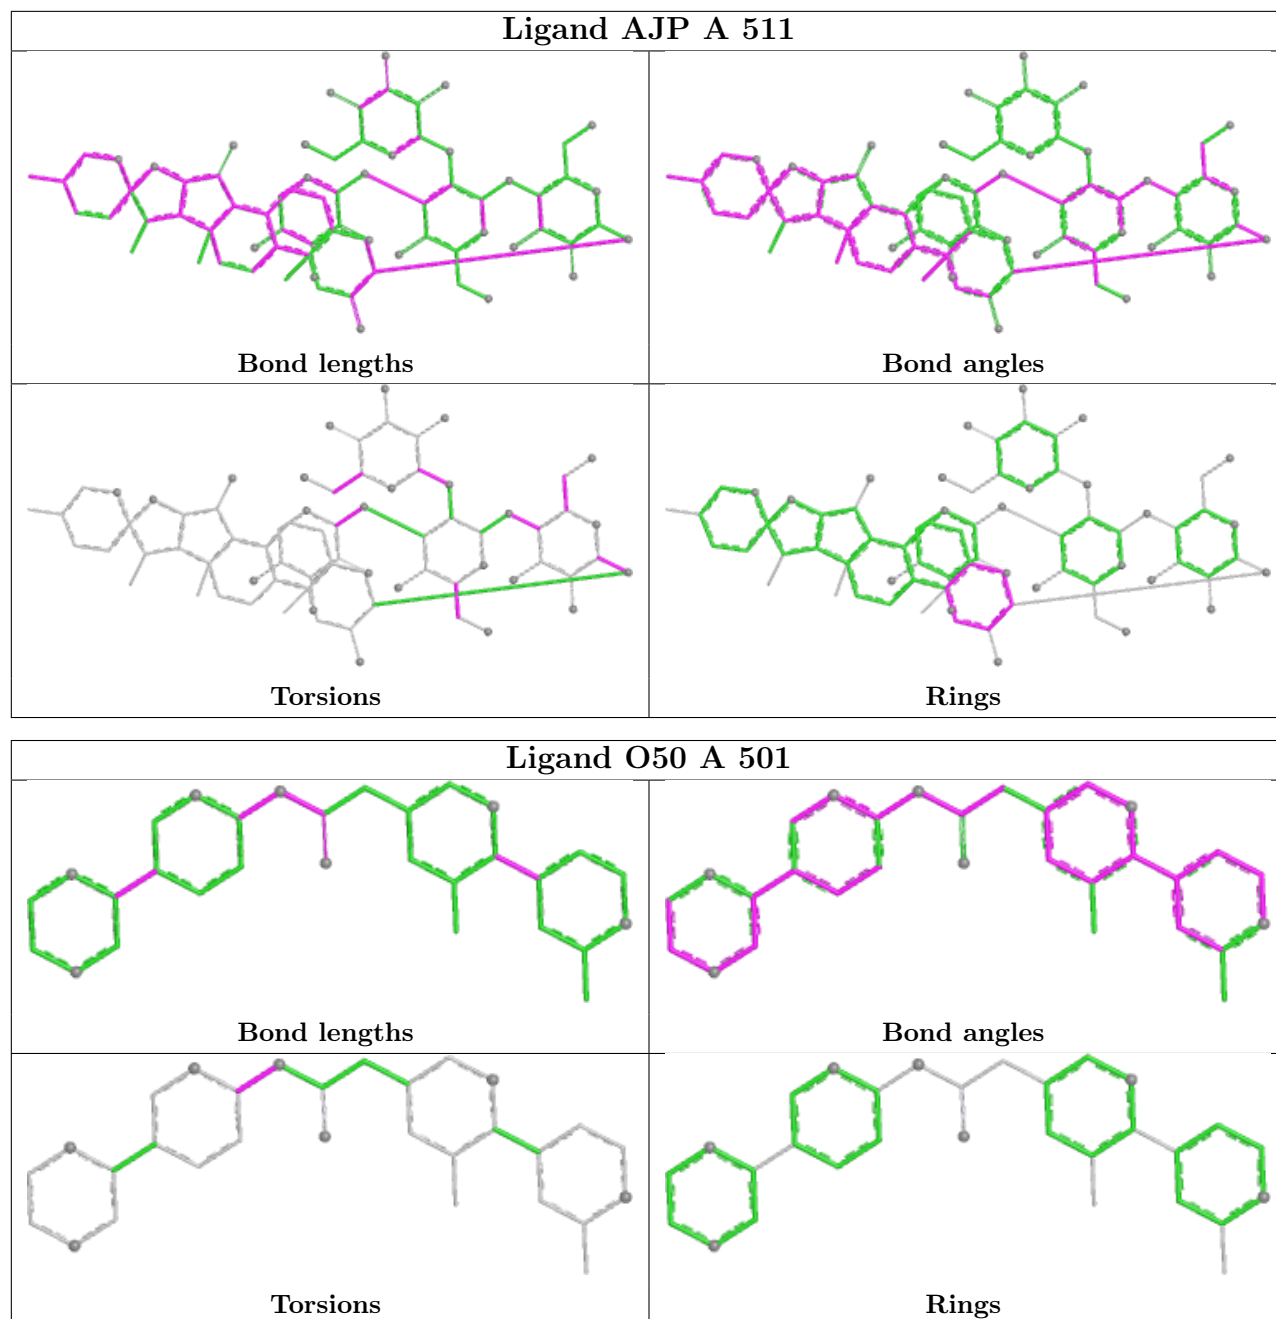 Ligand AJP A 511
Bond lengths
Bond angles
Torsions
Rings
Ligand O50 A 501
Bond lengths
Bond angles
Torsions
Rings